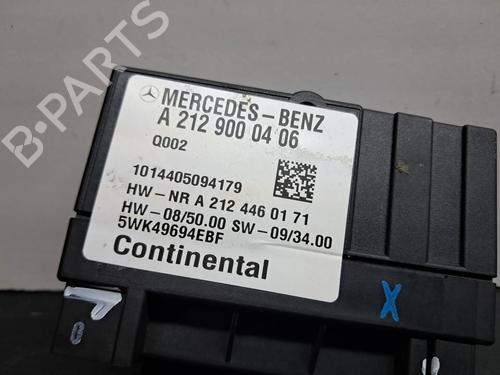 B-PARTS
MERCEDES-BENZ
A 212 900 04 06
Q002
1014405094179
HW-NR A 212 446 01 71
HW-08/50.00 SW-09/34.00
5WK49694EBF
Continental
X
C